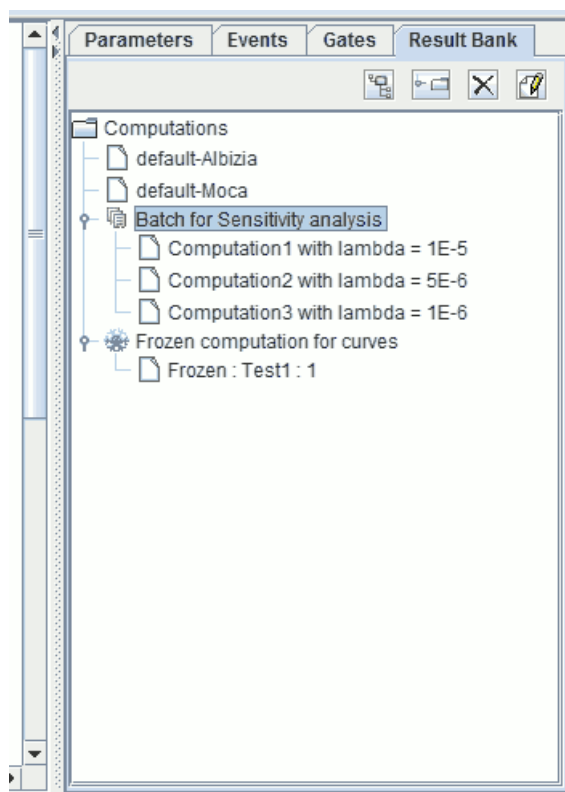 Parameters Events Gates Result Bank
Computations
default-Albizia
default-Moca
Batch for Sensitivity analysis
Computation1 with lambda = 1E-5
Computation2 with lambda = 5E-6
Computation3 with lambda = 1E-6
Frozen computation for curves
Frozen : Test1 : 1